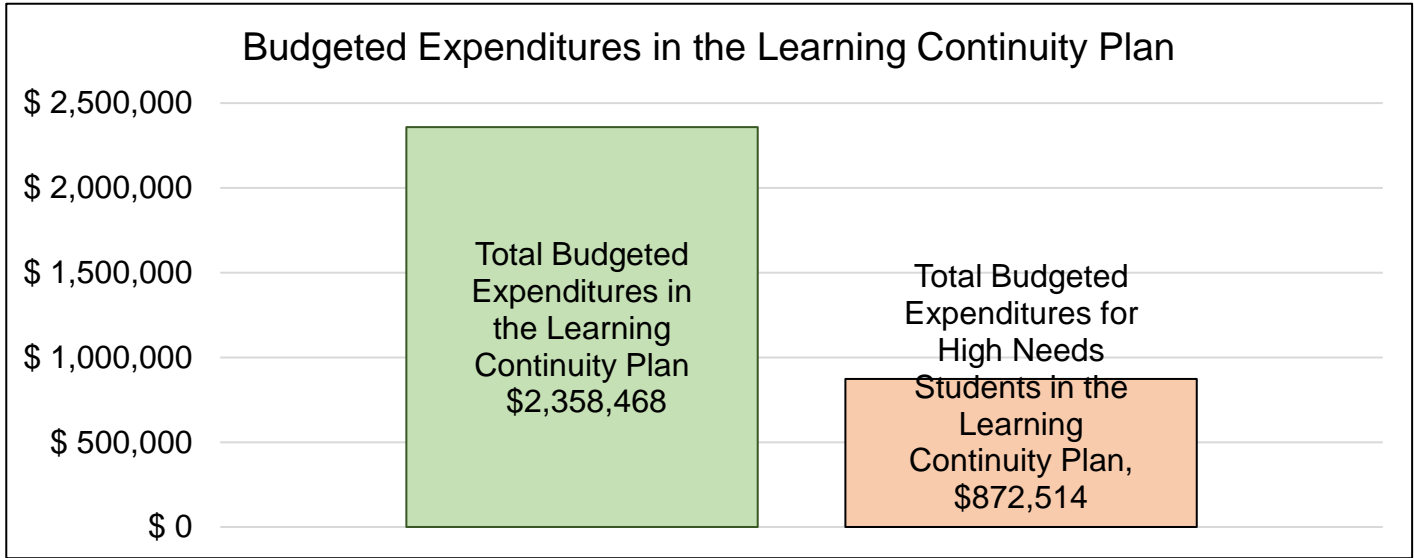 Budgeted Expenditures in the Learning Continuity Plan
$ 2,500,000
$ 2,000,000
$ 1,500,000
$ 1,000,000
$ 500,000
$ 0
Total Budgeted
Expenditures in
the Learning
Continuity Plan
$2,358,468
Total Budgeted
Expenditures for
High Needs
Students in the
Learning
Continuity Plan,
$872,514